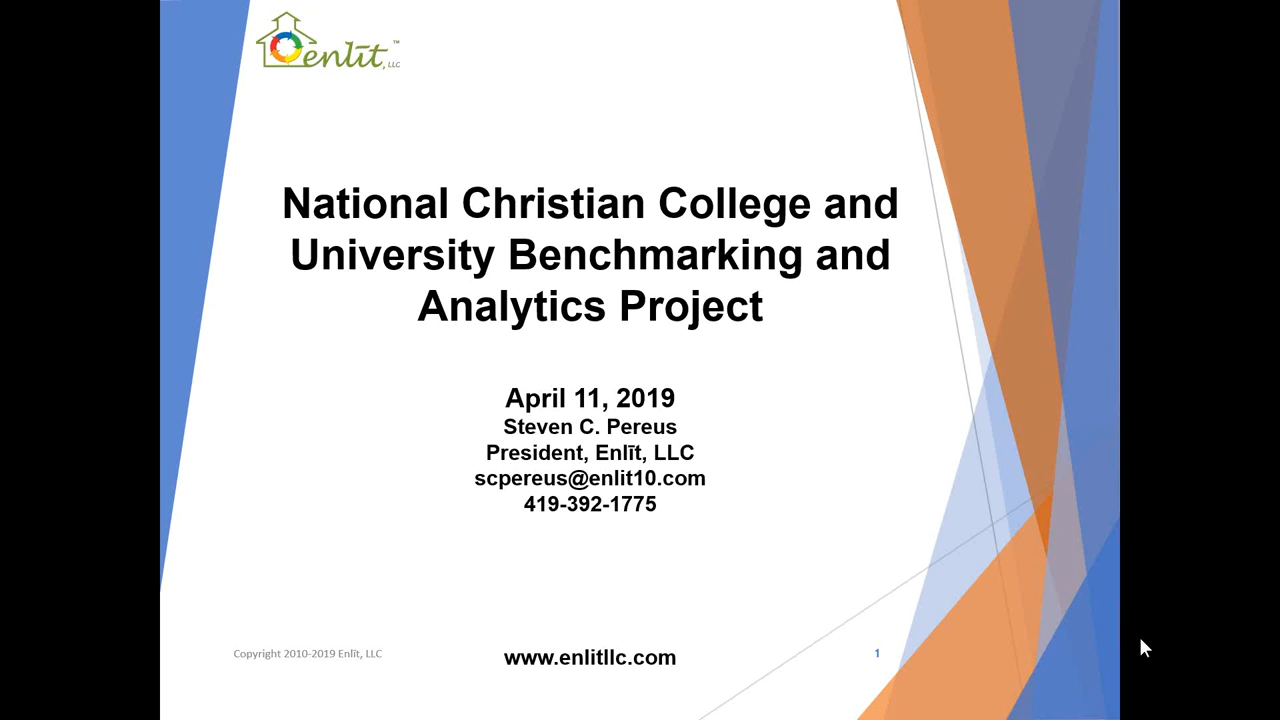 enlīt, LLC ™
National Christian College and
University Benchmarking and
Analytics Project
April 11, 2019
Steven C. Pereus
President, Enlīt, LLC
scpereus@enlit10.com
419-392-1775
Copyright 2010-2019 Enlīt, LLC
www.enlitllc.com
1